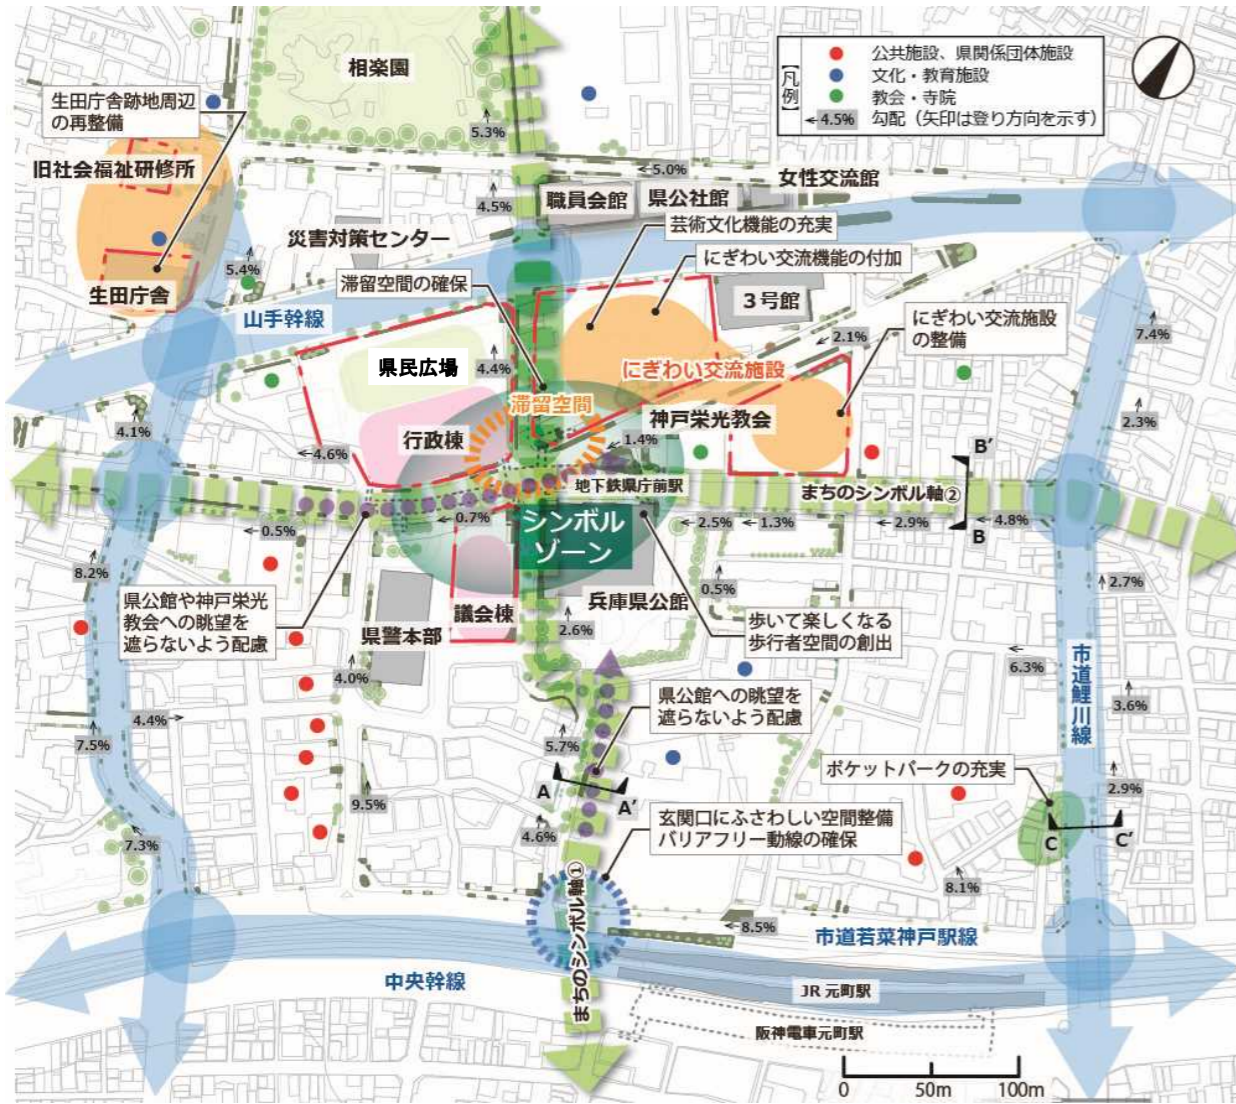 相楽園
【凡例】
公共施設、県関係団体施設
文化・教育施設
教会・寺院
←4.5%
勾配（矢印は登り方向を示す）
生田庁舎跡地周辺
の再整備
旧社会福祉研修所
5.3%
←5.0%
女性交流館
4.5%
職員会館
県公社館
芸術文化機能の充実
災害対策センター
5.4%
にぎわい交流機能の付加
滞留空間の確保
生田庁舎
3号館
山手幹線
にぎわい交流施設
の整備
2.1%
7.4%
県民広場
4.4%
にぎわい交流施設
滞留空間
神戸栄光教会
2.3%
4.1%
行政棟
1.4%
←4.6%
B′
地下鉄県庁前駅
まちのシンボル軸②
←0.5%
←0.7%
シンボル
ゾーン
←2.5%
←1.3%
←2.9%
←4.8%
B
8.2%
0.5%
2.7%
県公館や神戸栄光
教会への眺望を
遮らないよう配慮
議会棟
兵庫県公館
県警本部
2.6%
歩いて楽しくなる
歩行者空間の創出
4.0%
6.3%
市道鯉川線
県公館への眺望を
遮らないよう配慮
3.6%
4.4%→
7.5%
5.7%
ポケットパークの充実
A
A′
2.9%
9.5%
玄関口にふさわしい空間整備
バリアフリー動線の確保
4.6%
7.3%
C
C′
8.1%
まちのシンボル軸①
←8.5%
市道若菜神戸駅線
中央幹線
JR 元町駅
阪神電車元町駅
0 50m 100m